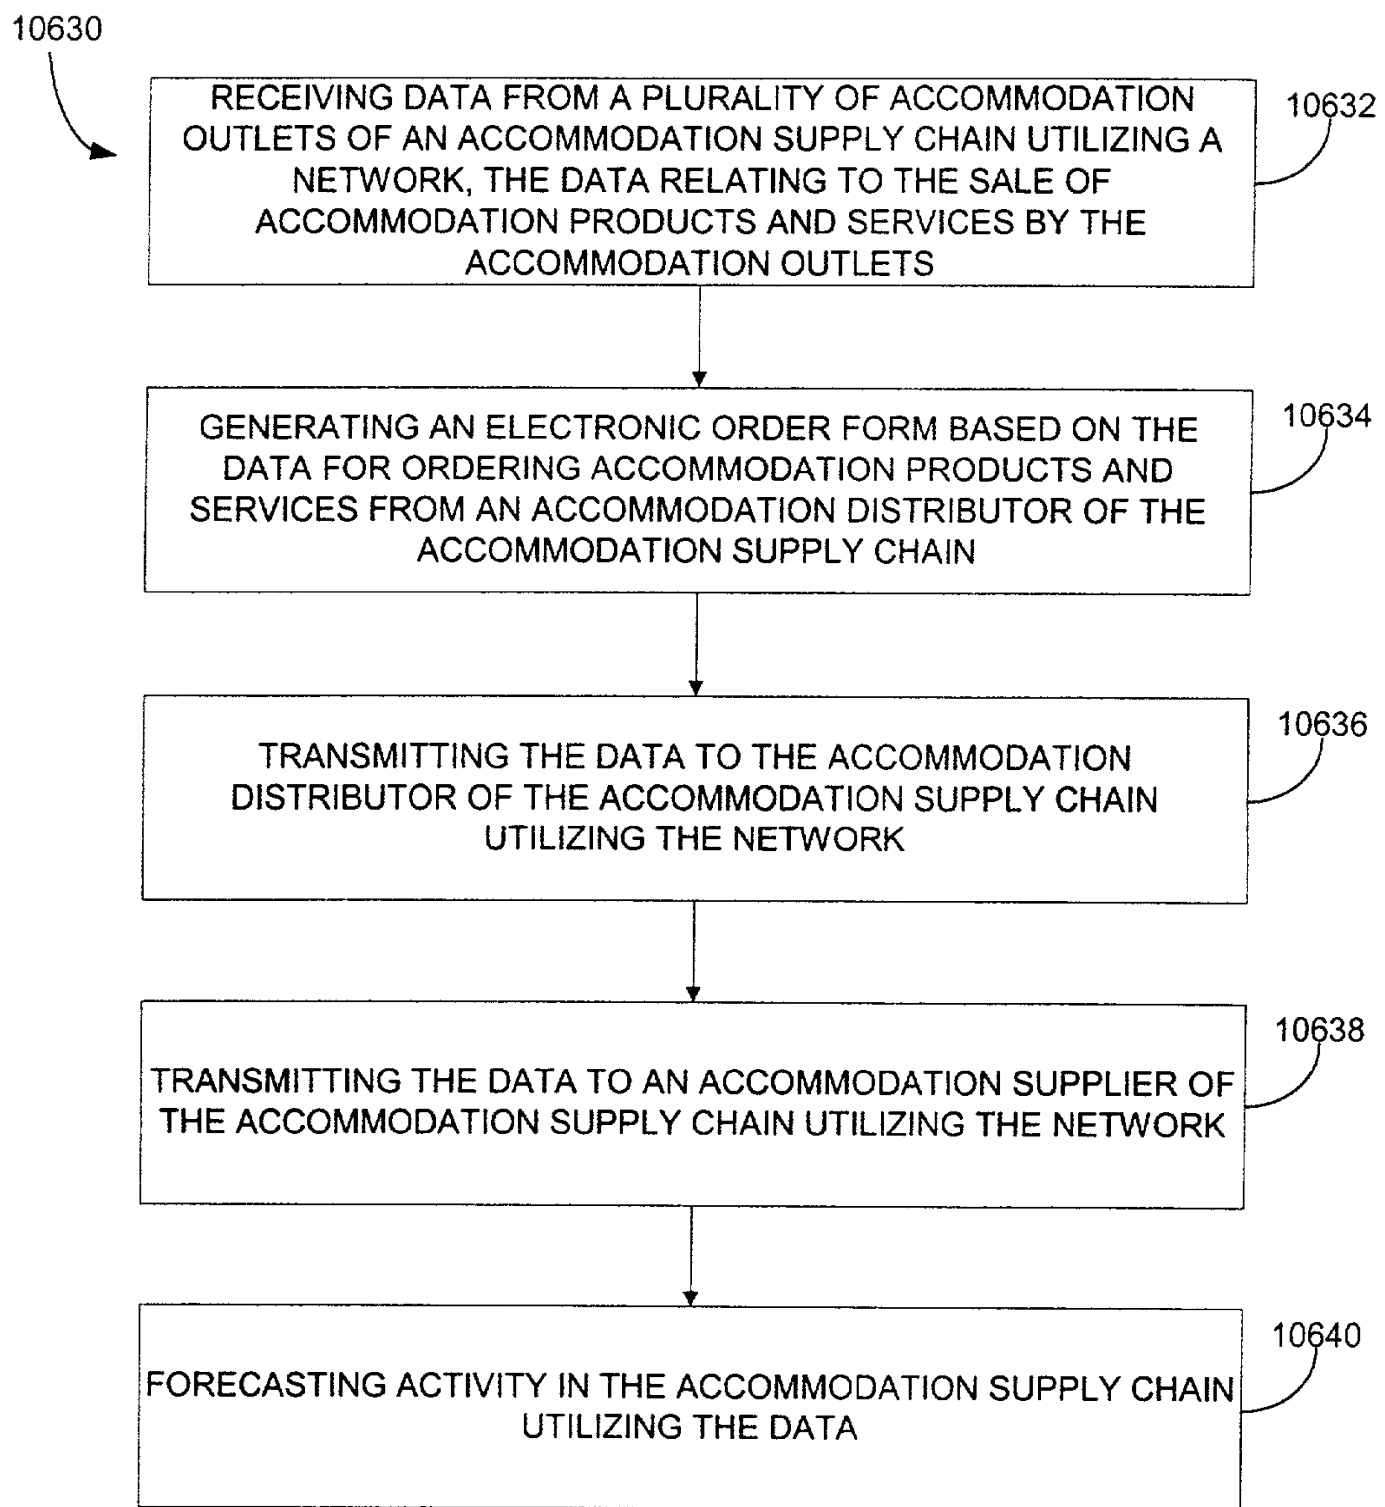 10630
RECEIVING DATA FROM A PLURALITY OF ACCOMMODATION
OUTLETS OF AN ACCOMMODATION SUPPLY CHAIN UTILIZING A
NETWORK, THE DATA RELATING TO THE SALE OF
ACCOMMODATION PRODUCTS AND SERVICES BY THE
ACCOMMODATION OUTLETS
10632
GENERATING AN ELECTRONIC ORDER FORM BASED ON THE
DATA FOR ORDERING ACCOMMODATION PRODUCTS AND
SERVICES FROM AN ACCOMMODATION DISTRIBUTOR OF THE
ACCOMMODATION SUPPLY CHAIN
10634
TRANSMITTING THE DATA TO THE ACCOMMODATION
DISTRIBUTOR OF THE ACCOMMODATION SUPPLY CHAIN
UTILIZING THE NETWORK
10636
TRANSMITTING THE DATA TO AN ACCOMMODATION SUPPLIER OF
THE ACCOMMODATION SUPPLY CHAIN UTILIZING THE NETWORK
10638
FORECASTING ACTIVITY IN THE ACCOMMODATION SUPPLY CHAIN
UTILIZING THE DATA
10640